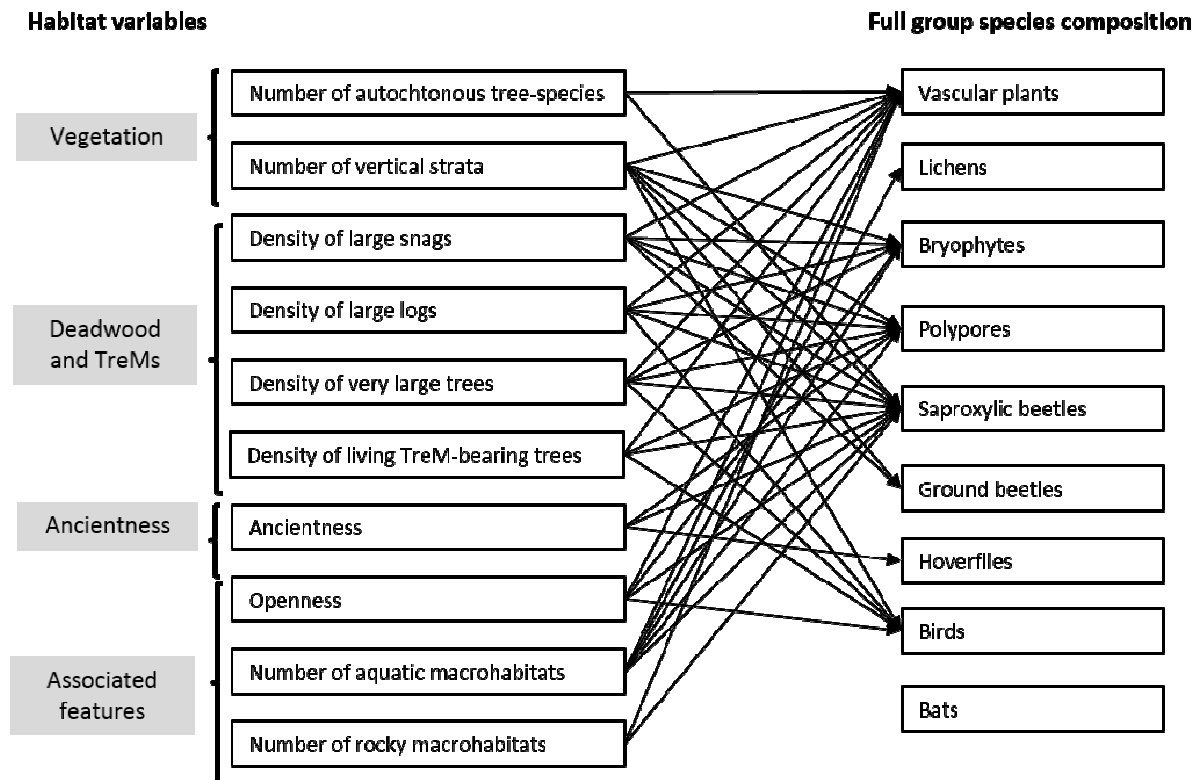 Habitat variables
Full group species composition
Vegetation
Number of autochtonous tree-species
Number of vertical strata
Deadwood
and TreMs
Density of large snags
Density of large logs
Density of very large trees
Density of living TreM-bearing trees
Ancientness
Ancientness
Associated
features
Openness
Number of aquatic macrohabitats
Number of rocky macrohabitats
Vascular plants
Lichens
Bryophytes
Polypores
Saproxylic beetles
Ground beetles
Hoverflies
Birds
Bats